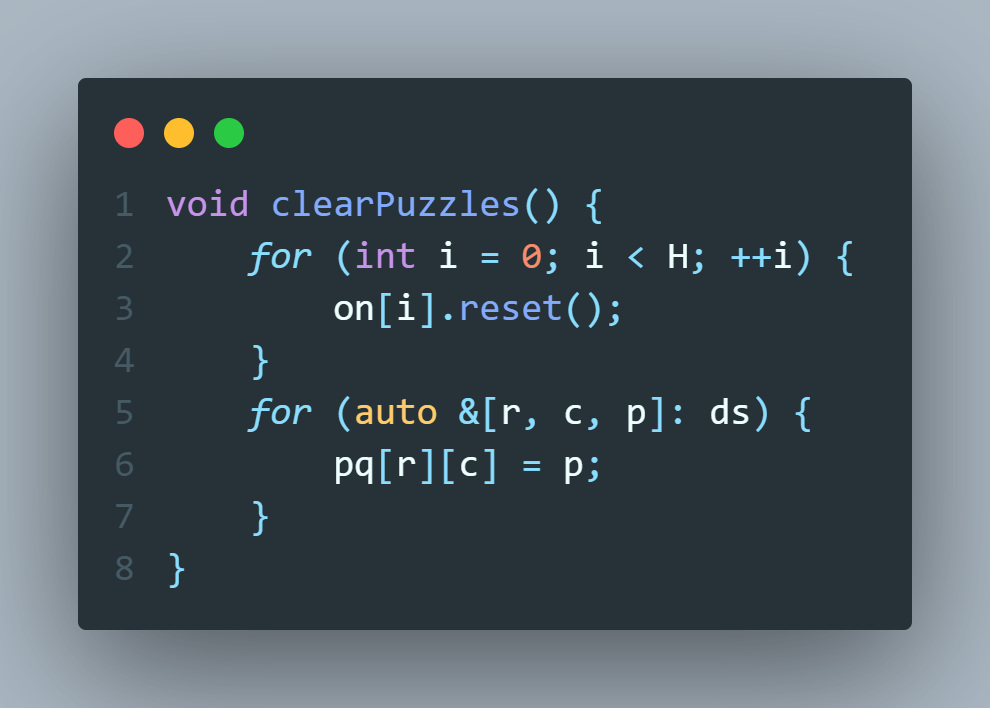 1 void clearPuzzles() {
2     for (int i = 0; i < H; ++i) {
3         on[i].reset();
4     }
5     for (auto &[r, c, p]: ds) {
6         pq[r][c] = p;
7     }
8 }